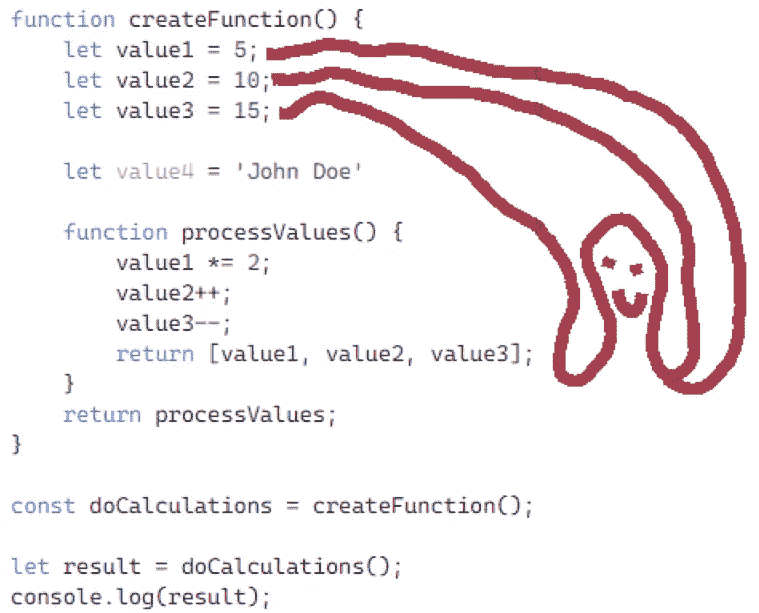 function createFunction() {
let value1 = 5;
let value2 = 10;
let value3 = 15;
let value4 = 'John Doe'
function processValues() {
value1 *= 2;
value2++;
value3--;
return [value1, value2, value3];
}
return processValues;
}
const doCalculations = createFunction();
let result = doCalculations();
console.log(result);